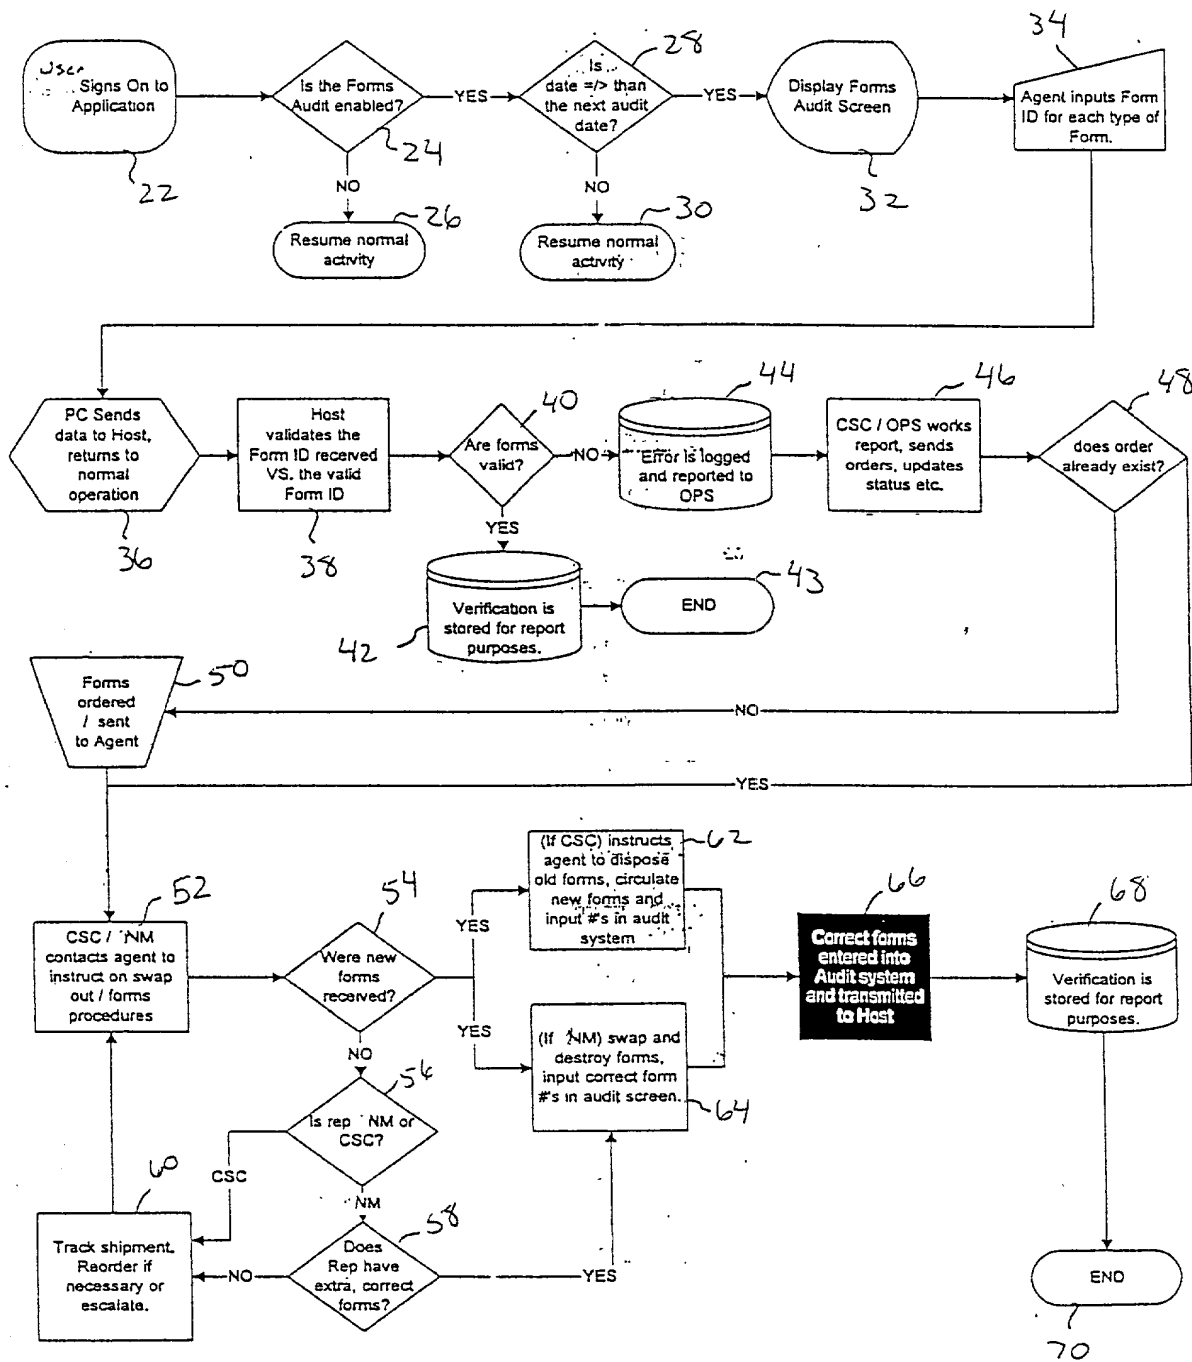 User
Signs On to
Application
22
Is the Forms
Audit enabled?
24
YES
NO
26
Resume normal
activity
28
Is
date =/> than
the next audit
date?
YES
NO
30
Resume normal
activity
Display Forms
Audit Screen
32
34
Agent inputs Form
ID for each type of
Form.
PC Sends
data to Host,
returns to
normal
operation
36
Host
validates the
Form ID received
VS. the valid
Form ID
38
40
Are forms
valid?
NO
YES
44
Error is logged
and reported to
OPS
46
CSC / OPS works
report, sends
orders, updates
status etc.
48
does order
already exist?
Verification is
stored for report
purposes.
42
43
END
50
Forms
ordered
/ sent
to Agent
NO
YES
52
CSC / NM
contacts agent to
instruct on swap
out / forms
procedures
54
Were new
forms
received?
YES
YES
NO
62
(If CSC) instructs
agent to dispose
old forms, circulate
new forms and
input #'s in audit
system
(If NM) swap and
destroy forms,
input correct form
#'s in audit screen.
64
66
Correct forms
entered into
Audit system
and transmitted
to Host
68
Verification is
stored for report
purposes.
56
Is rep NM or
CSC?
CSC
NM
58
Does
Rep have
extra, correct
forms?
NO
YES
60
Track shipment.
Reorder if
necessary or
escalate.
END
70